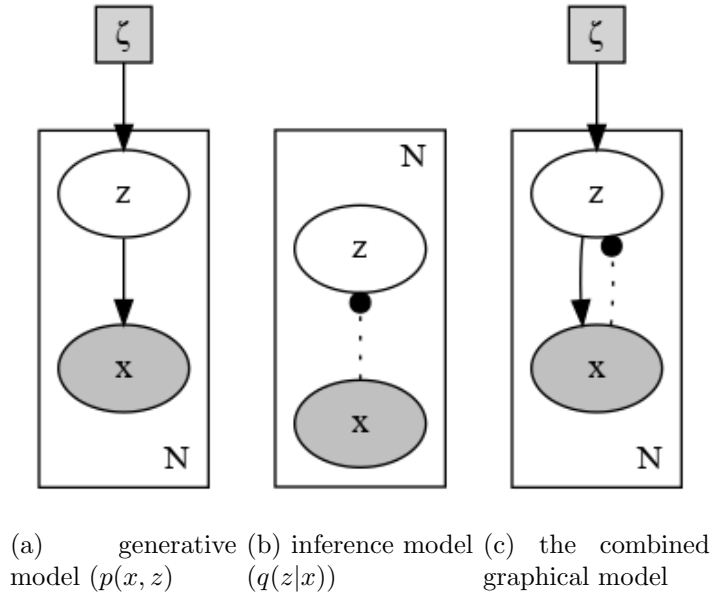 ζ
z
x
N
N
z
x
ζ
z
x
N
(a) generative model (p(x, z)
(b) inference model (q(z|x))
(c) the combined graphical model